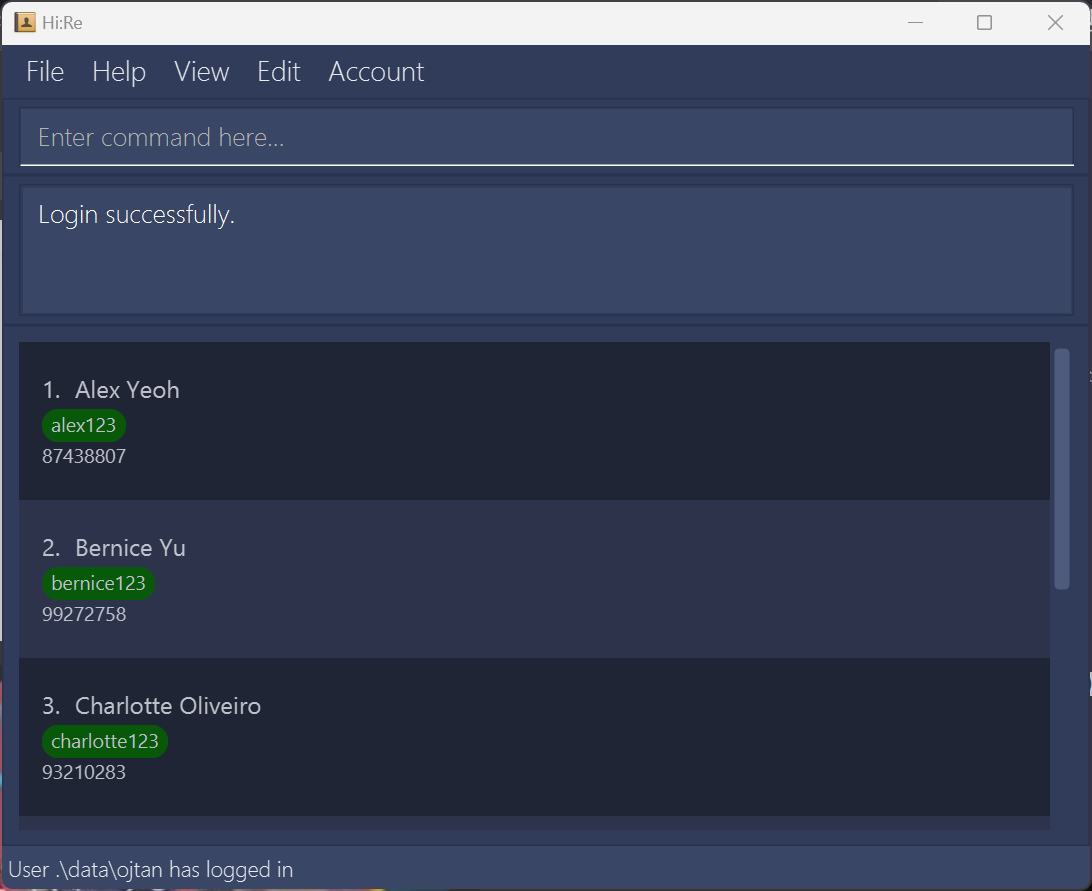 Hi:Re
File Help View Edit Account
Enter command here...
Login successfully.
1. Alex Yeoh
alex123
87438807
2. Bernice Yu
bernice123
99272758
3. Charlotte Oliveiro
charlotte123
93210283
User .\data\ojtan has logged in